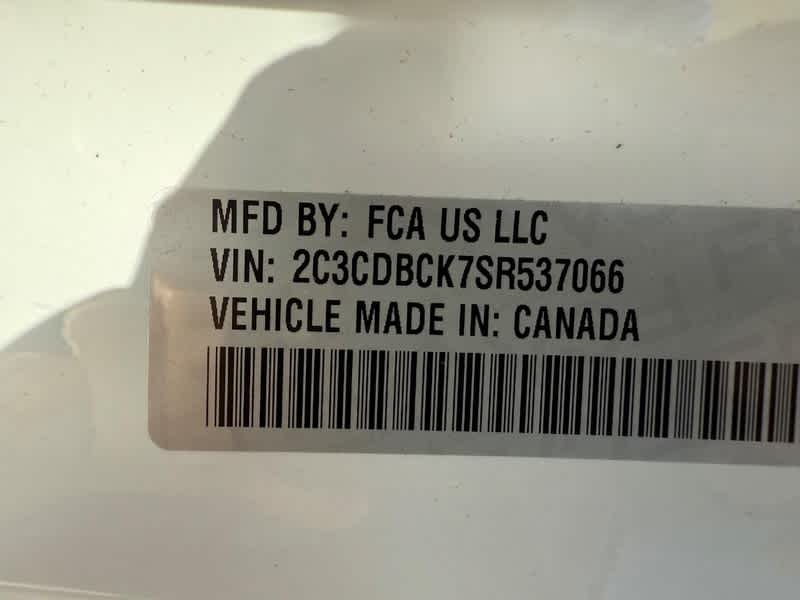 MFD BY: FCA US LLC
VIN: 2C3CDBCK7SR537066
VEHICLE MADE IN: CANADA